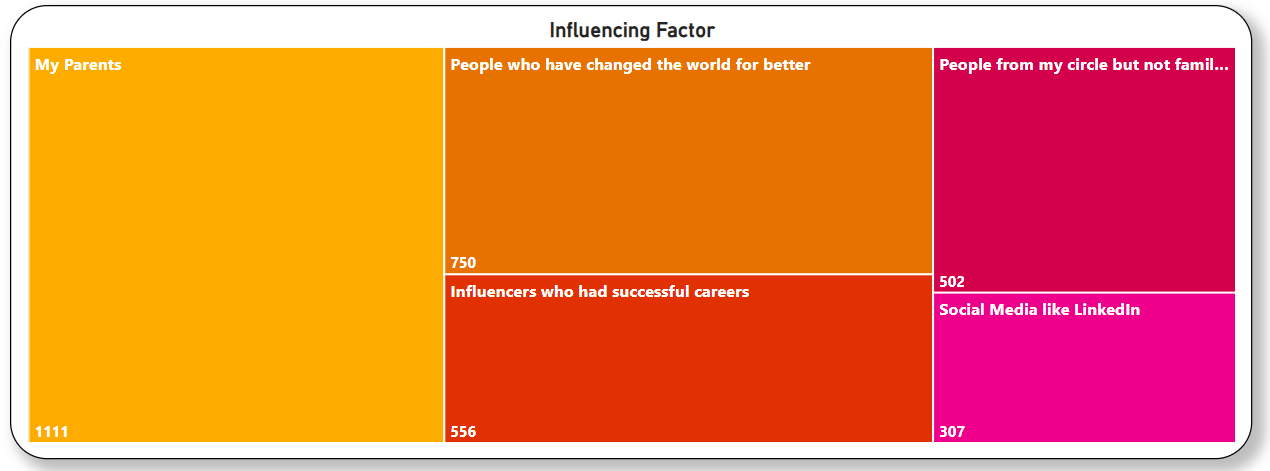 Influencing Factor
My Parents
1111
People who have changed the world for better
750
Influencers who had successful careers
556
People from my circle but not famil...
502
Social Media like LinkedIn
307